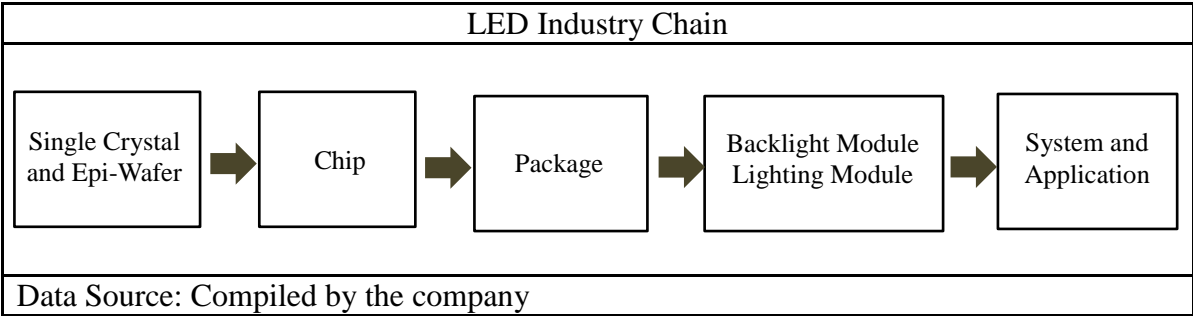 LED Industry Chain
Single Crystal
and Epi-Wafer
Chip
Package
Backlight Module
Lighting Module
System and
Application
Data Source: Compiled by the company